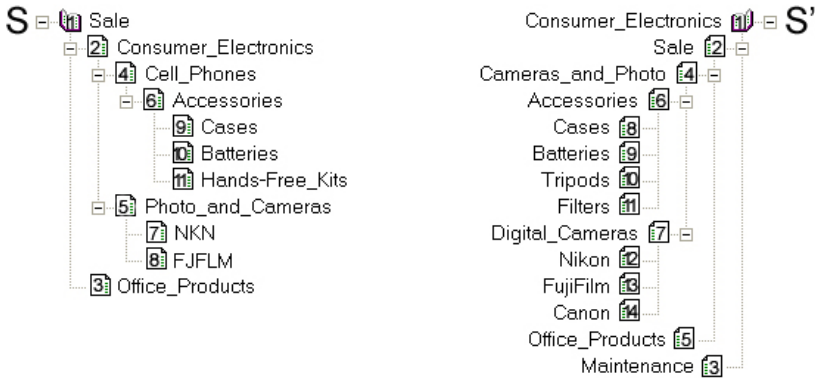 S 1 Sale
2 Consumer_Electronics
4 Cell_Phones
6 Accessories
9 Cases
10 Batteries
11 Hands-Free_Kits
5 Photo_and_Cameras
7 NKN
8 FJFLM
3 Office_Products
Consumer_Electronics 1 S’
Sale 2
Cameras_and_Photo 4
Accessories 6
Cases 8
Batteries 9
Tripods 10
Filters 11
Digital_Cameras 7
Nikon 12
FujiFilm 13
Canon 14
Office_Products 5
Maintenance 3